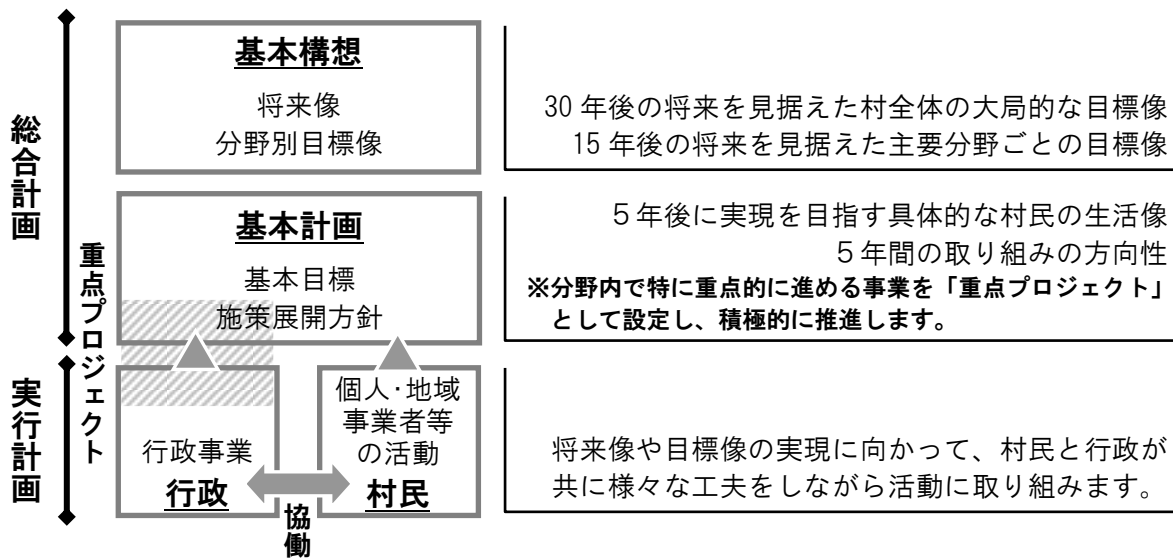 総合計画
基本構想
将来像
分野別目標像
30年後の将来を見据えた村全体の大局的な目標像
15年後の将来を見据えた主要分野ごとの目標像
基本計画
基本目標
施策展開方針
5年後に実現を目指す具体的な村民の生活像
5年間の取り組みの方向性
※分野内で特に重点的に進める事業を「重点プロジェクト」
として設定し、積極的に推進します。
重点プロジェクト
実行計画
行政事業
行政
個人・地域
事業者等
の活動
村民
協働
将来像や目標像の実現に向かって、村民と行政が
共に様々な工夫をしながら活動に取り組みます。